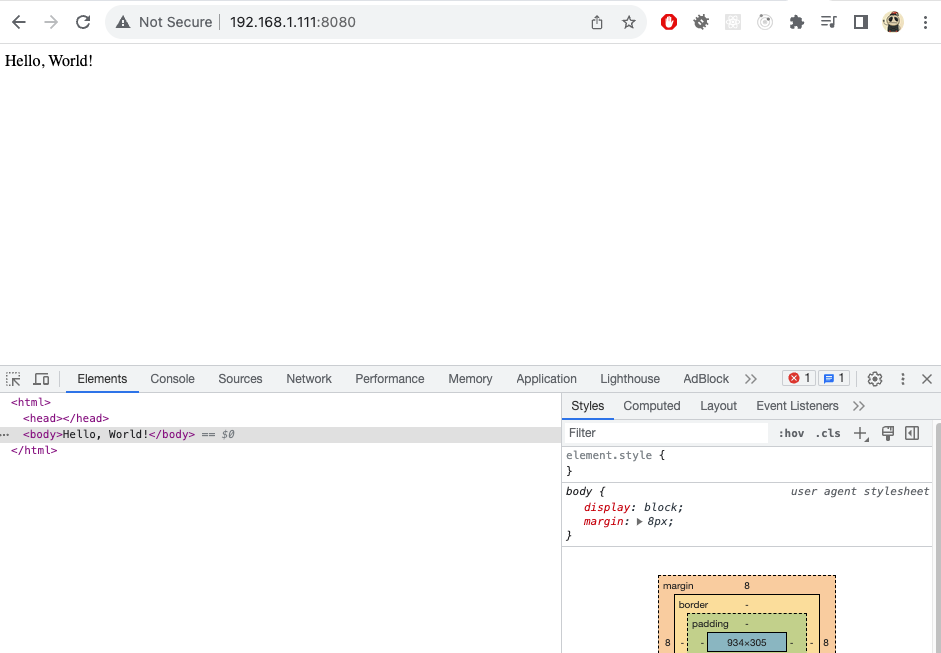 Not Secure 192.168.1.111:8080
Hello, World!
Elements Console Sources Network Performance Memory Application Lighthouse AdBlock 1 1
<html>
<head></head>
<body>Hello, World!</body> == $0
</html>
Styles Computed Layout Event Listeners
Filter :hov .cls
element.style {
}
body { user agent stylesheet
display: block;
margin: 8px;
}
margin 8
border -
padding -
8 - - 934×305 - - 8